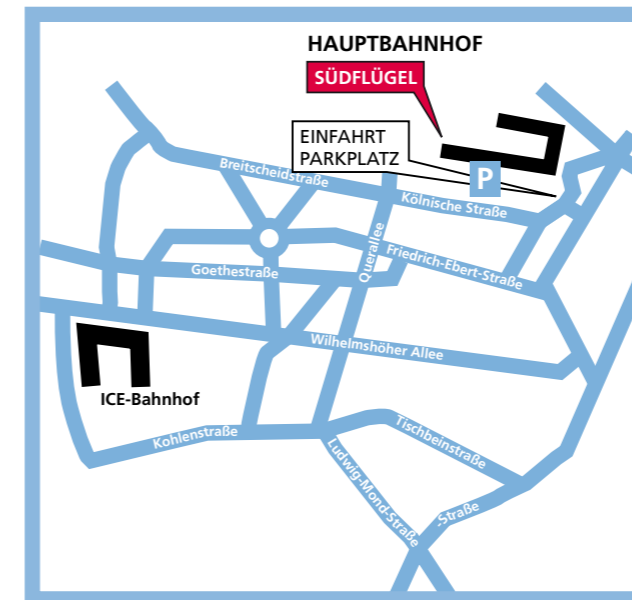 HAUPTBAHNHOF
SÜDFLÜGEL
EINFAHRT
PARKPLATZ
P
Breitscheidstraße
Kölnische Straße
Querallee
Friedrich-Ebert-Straße
Goethestraße
Wilhelmshöher Allee
ICE-Bahnhof
Kohlenstraße
Tischbeinstraße
Ludwig-Mond-Straße
-Straße